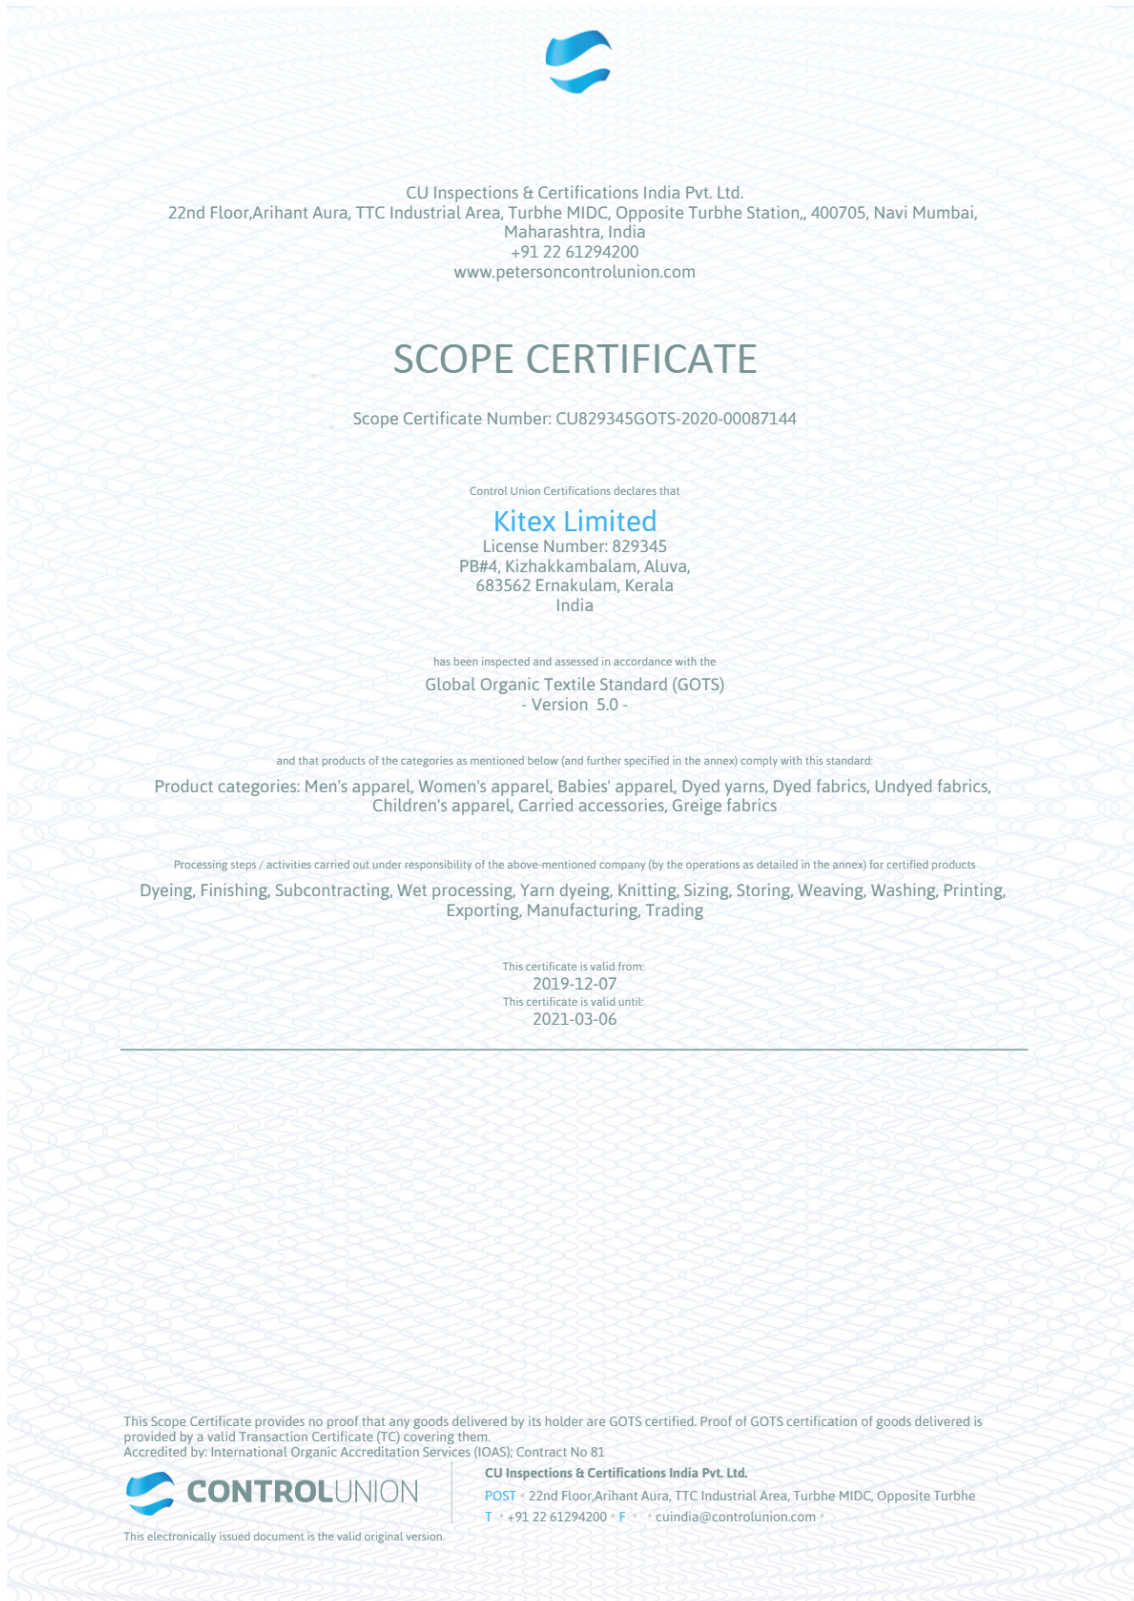 CU Inspections & Certifications India Pvt. Ltd.
22nd Floor,Arihant Aura, TTC Industrial Area, Turbhe MIDC, Opposite Turbhe Station,, 400705, Navi Mumbai,
Maharashtra, India
+91 22 61294200
www.petersoncontrolunion.com
SCOPE CERTIFICATE
Scope Certificate Number: CU829345GOTS-2020-00087144
Control Union Certifications declares that
Kitex Limited
License Number: 829345
PB#4, Kizhakkambalam, Aluva,
683562 Ernakulam, Kerala
India
has been inspected and assessed in accordance with the
Global Organic Textile Standard (GOTS)
- Version 5.0 -
and that products of the categories as mentioned below (and further specified in the annex) comply with this standard:
Product categories: Men's apparel, Women's apparel, Babies' apparel, Dyed yarns, Dyed fabrics, Undyed fabrics,
Children's apparel, Carried accessories, Greige fabrics
Processing steps / activities carried out under responsibility of the above-mentioned company (by the operations as detailed in the annex) for certified products
Dyeing, Finishing, Subcontracting, Wet processing, Yarn dyeing, Knitting, Sizing, Storing, Weaving, Washing, Printing,
Exporting, Manufacturing, Trading
This certificate is valid from:
2019-12-07
This certificate is valid until:
2021-03-06
This Scope Certificate provides no proof that any goods delivered by its holder are GOTS certified. Proof of GOTS certification of goods delivered is
provided by a valid Transaction Certificate (TC) covering them.
Accredited by: International Organic Accreditation Services (IOAS); Contract No 81
CONTROLUNION
CU Inspections & Certifications India Pvt. Ltd.
POST • 22nd Floor,Arihant Aura, TTC Industrial Area, Turbhe MIDC, Opposite Turbhe
T • +91 22 61294200 • F • • cuindia@controlunion.com •
This electronically issued document is the valid original version.